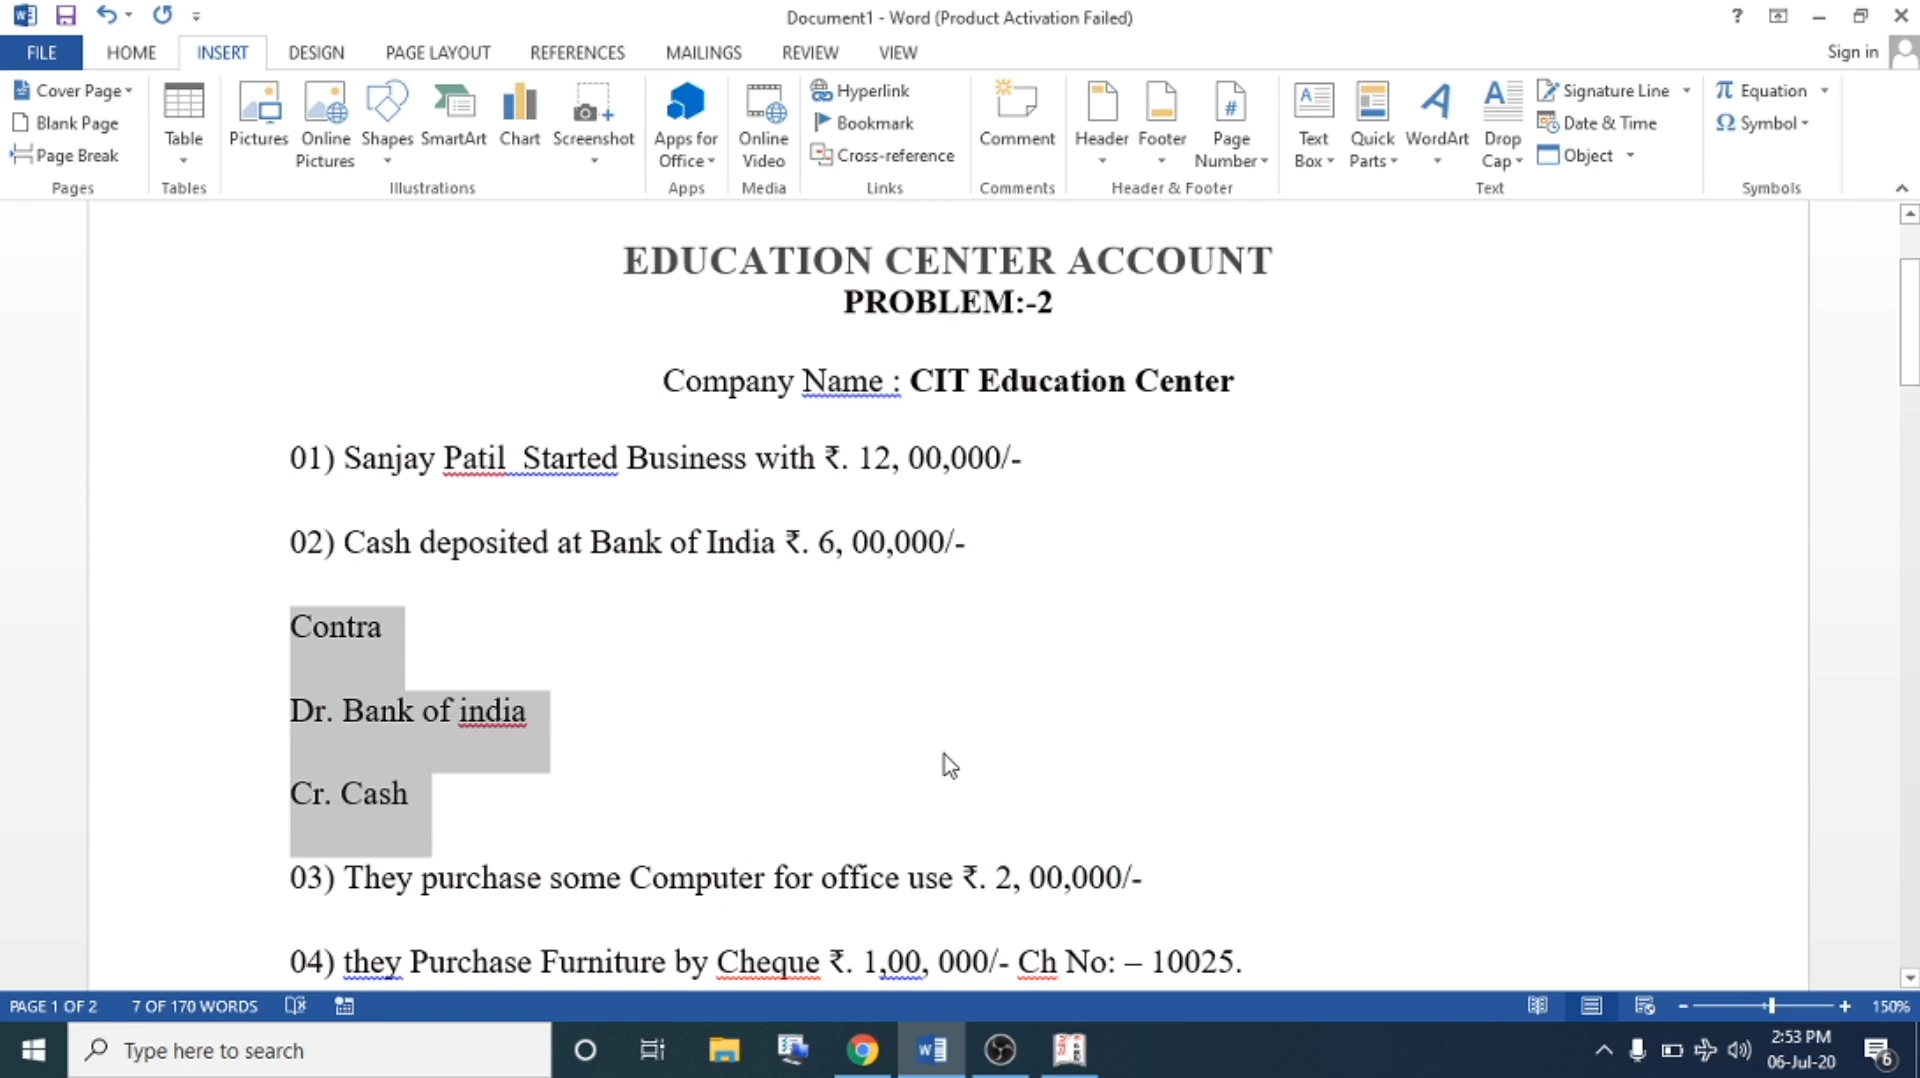 Document1 - Word (Product Activation Failed)
?
FILE HOME INSERT DESIGN PAGE LAYOUT REFERENCES MAILINGS REVIEW VIEW Sign in
Cover Page
Blank Page
Page Break
Pages
Table
Tables
Pictures
Online Pictures
Shapes
SmartArt
Chart
Screenshot
Illustrations
Apps for Office
Apps
Online Video
Media
Hyperlink
Bookmark
Cross-reference
Links
Comment
Comments
Header
Footer
Page Number
Header & Footer
Text Box
Quick Parts
WordArt
Drop Cap
Signature Line
Date & Time
Object
Text
π Equation
Ω Symbol
Symbols
EDUCATION CENTER ACCOUNT
PROBLEM:-2
Company Name : CIT Education Center
01) Sanjay Patil  Started Business with ₹. 12, 00,000/-
02) Cash deposited at Bank of India ₹. 6, 00,000/-
Contra
Dr. Bank of india
Cr. Cash
03) They purchase some Computer for office use ₹. 2, 00,000/-
04) they Purchase Furniture by Cheque ₹. 1,00, 000/- Ch No: – 10025.
PAGE 1 OF 2 7 OF 170 WORDS 150%
Type here to search
2:53 PM
06-Jul-20
6